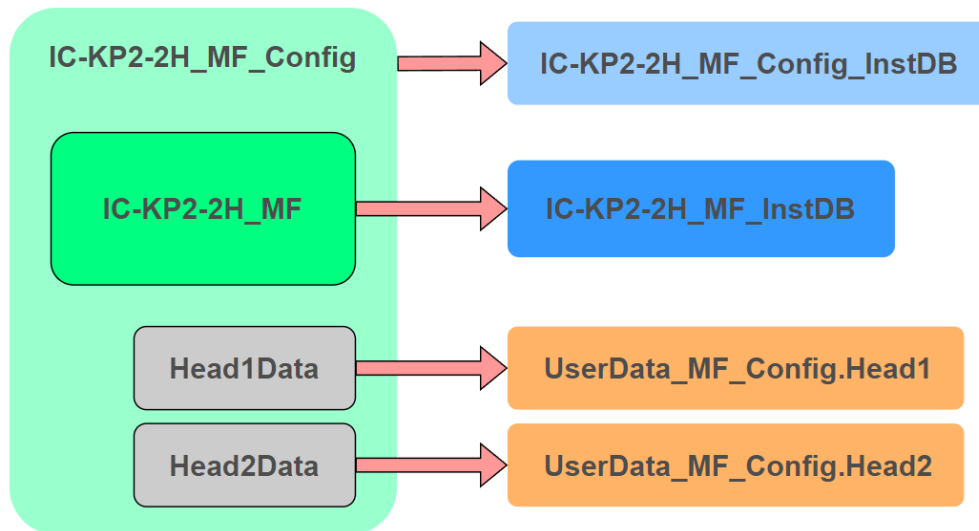 IC-KP2-2H_MF_Config
IC-KP2-2H_MF_Config_InstDB
IC-KP2-2H_MF
IC-KP2-2H_MF_InstDB
Head1Data
UserData_MF_Config.Head1
Head2Data
UserData_MF_Config.Head2